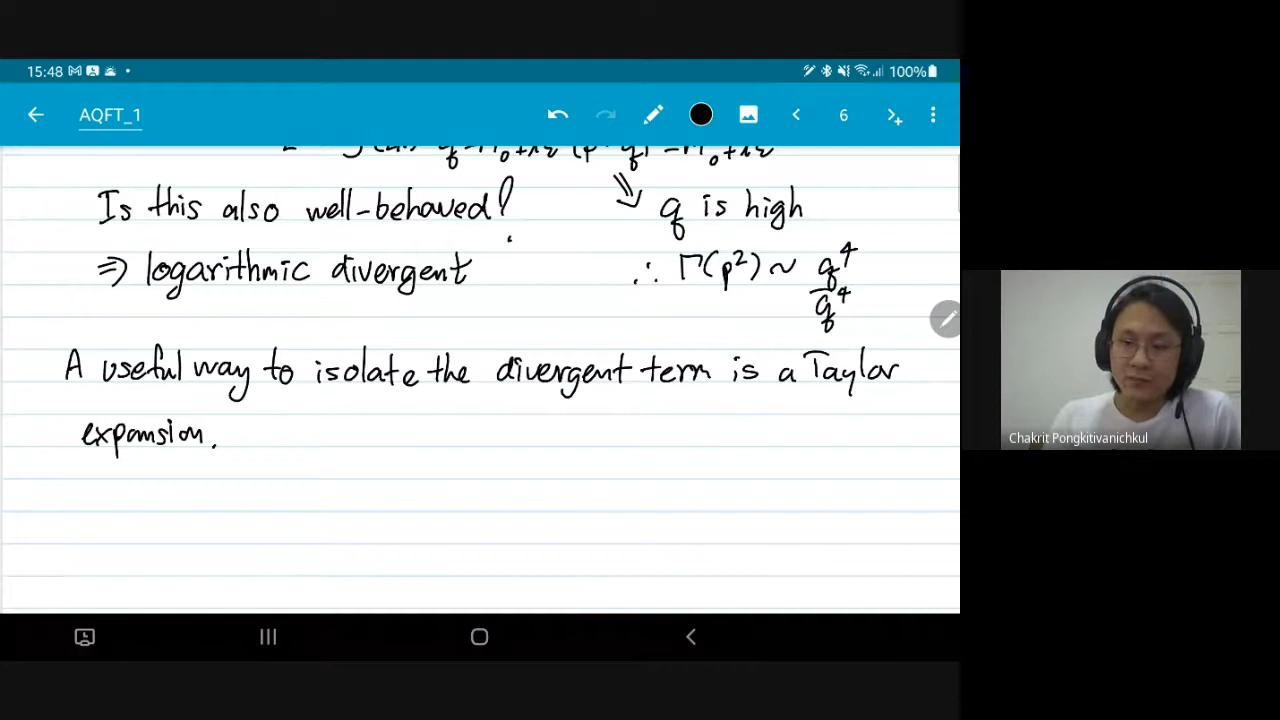 15:48
100%
AQFT_1
6
Is this also well-behaved?
q is high
⇒ logarithmic divergent
∴ Γ(p²) ~ q⁴/q⁴
A useful way to isolate the divergent term is a Taylor
expansion.
Chakrit Pongkitivanichkul